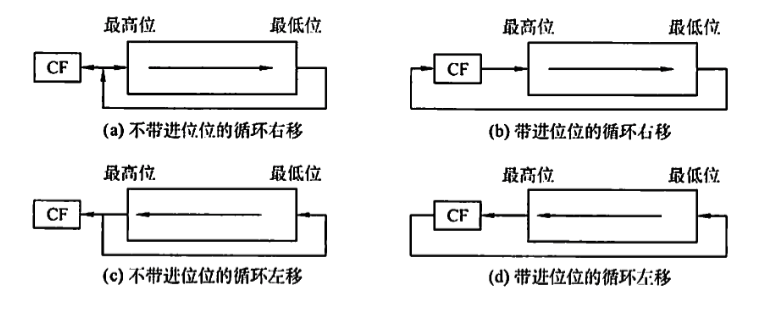 最高位 最低位 最高位 最低位
CF CF
(a) 不带进位位的循环右移 (b) 带进位位的循环右移
最高位 最低位 最高位 最低位
CF CF
(c) 不带进位位的循环左移 (d) 带进位位的循环左移